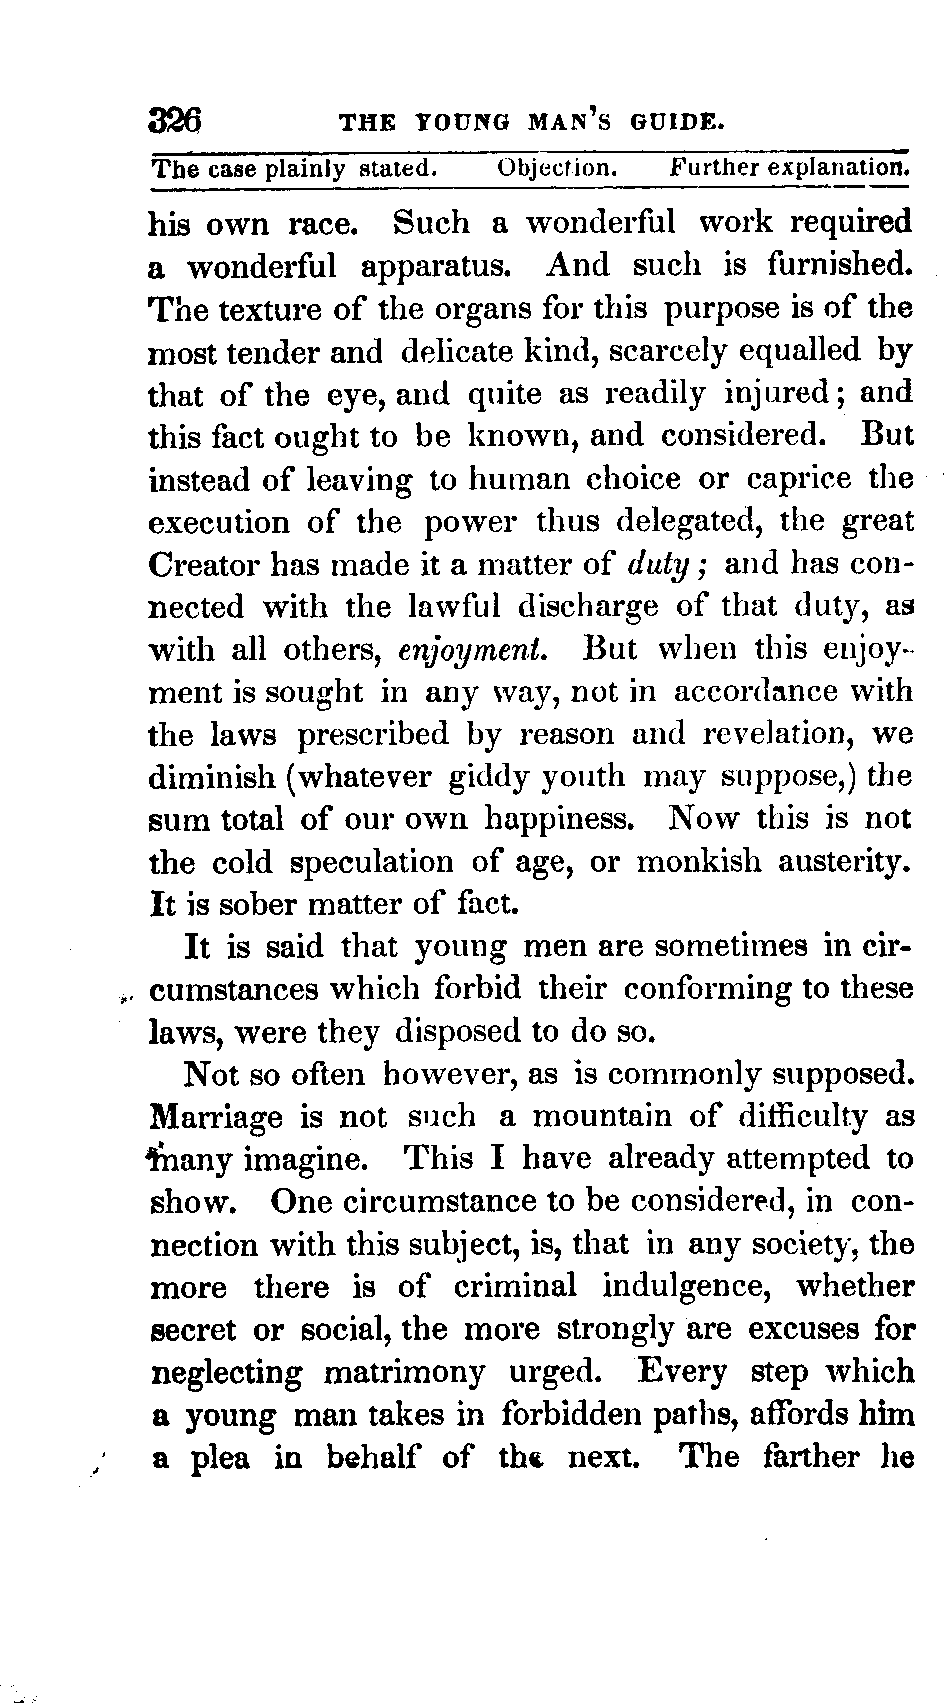 326 THE YOUNG MAN'S GUIDE.
The case plainly stated. Objection. Further explanation.
his own race. Such a wonderful work required
a wonderful apparatus. And such is furnished.
The texture of the organs for this purpose is of the
most tender and delicate kind, scarcely equalled by
that of the eye, and quite as readily injured; and
this fact ought to be known, and considered. But
instead of leaving to human choice or caprice the
execution of the power thus delegated, the great
Creator has made it a matter of duty; and has con-
nected with the lawful discharge of that duty, as
with all others, enjoyment. But when this enjoy-
ment is sought in any way, not in accordance with
the laws prescribed by reason and revelation, we
diminish (whatever giddy youth may suppose,) the
sum total of our own happiness. Now this is not
the cold speculation of age, or monkish austerity.
It is sober matter of fact.
It is said that young men are sometimes in cir-
cumstances which forbid their conforming to these
laws, were they disposed to do so.
Not so often however, as is commonly supposed.
Marriage is not such a mountain of difficulty as
many imagine. This I have already attempted to
show. One circumstance to be considered, in con-
nection with this subject, is, that in any society, the
more there is of criminal indulgence, whether
secret or social, the more strongly are excuses for
neglecting matrimony urged. Every step which
a young man takes in forbidden paths, affords him
a plea in behalf of the next. The farther he